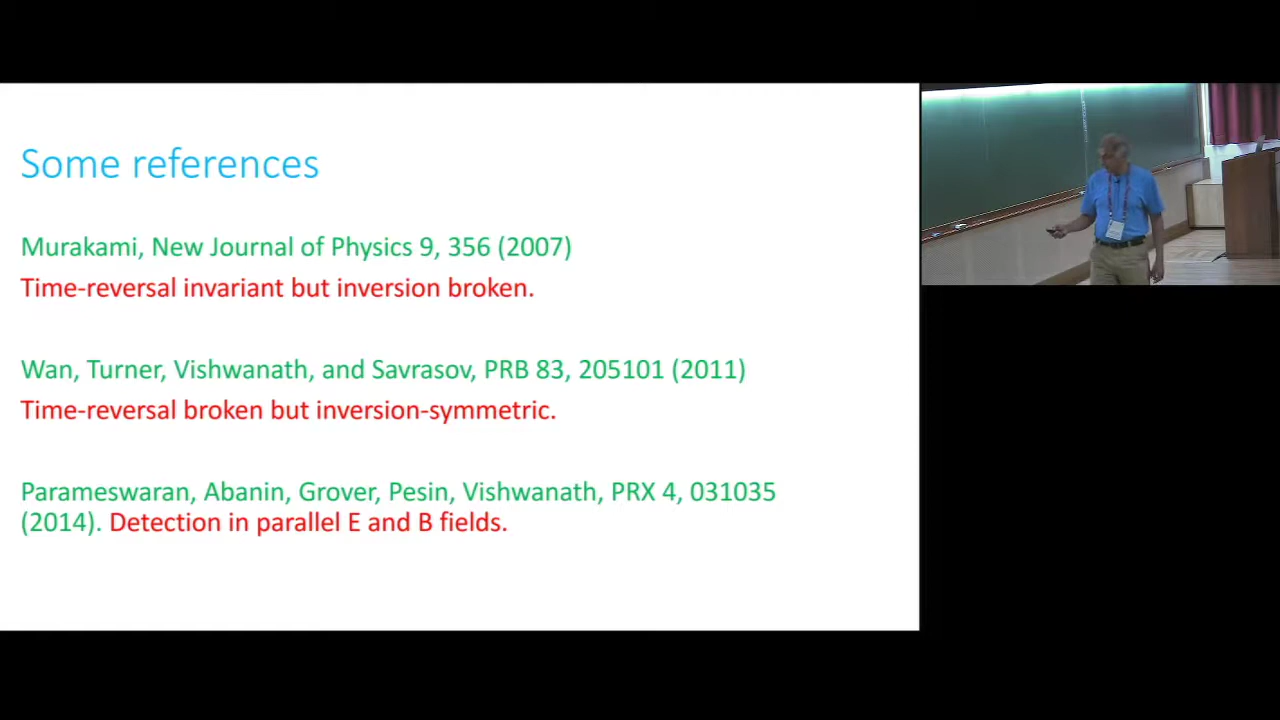 Some references
Murakami, New Journal of Physics 9, 356 (2007)
Time-reversal invariant but inversion broken.
Wan, Turner, Vishwanath, and Savrasov, PRB 83, 205101 (2011)
Time-reversal broken but inversion-symmetric.
Parameswaran, Abanin, Grover, Pesin, Vishwanath, PRX 4, 031035
(2014). Detection in parallel E and B fields.